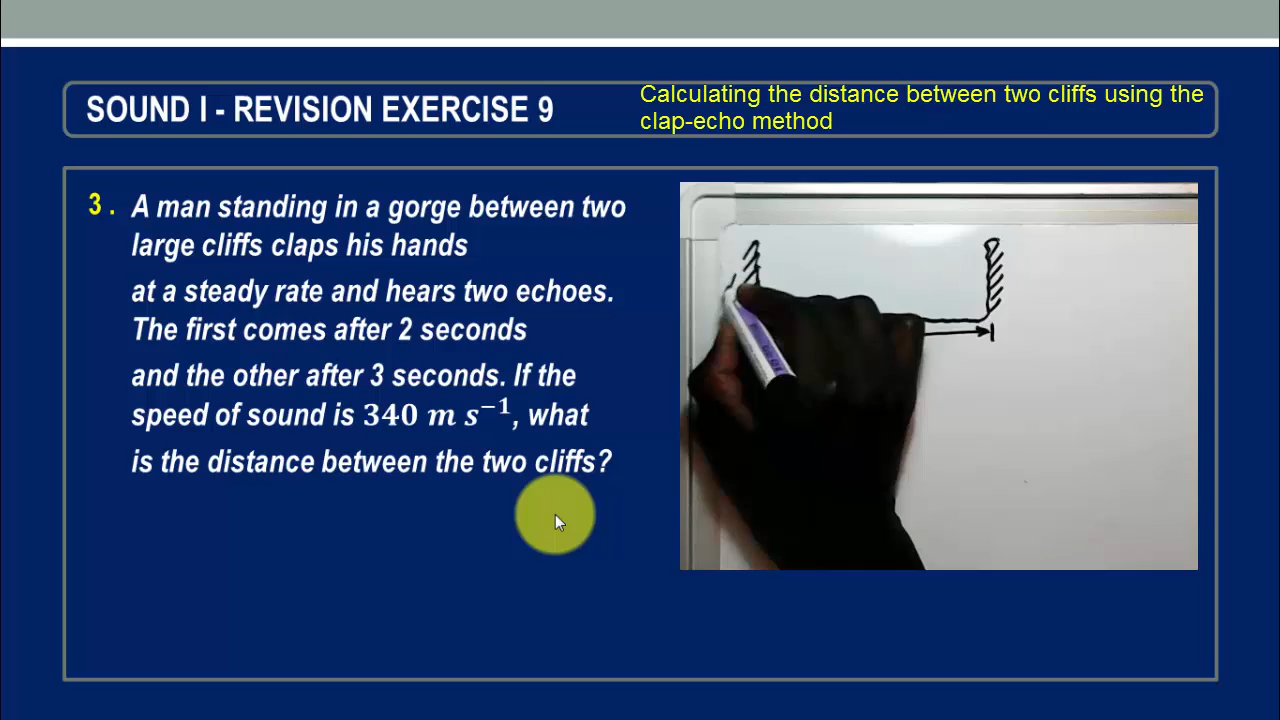 SOUND I - REVISION EXERCISE 9
Calculating the distance between two cliffs using the
clap-echo method
3 . A man standing in a gorge between two
large cliffs claps his hands
at a steady rate and hears two echoes.
The first comes after 2 seconds
and the other after 3 seconds. If the
speed of sound is 340 m s⁻¹, what
is the distance between the two cliffs?